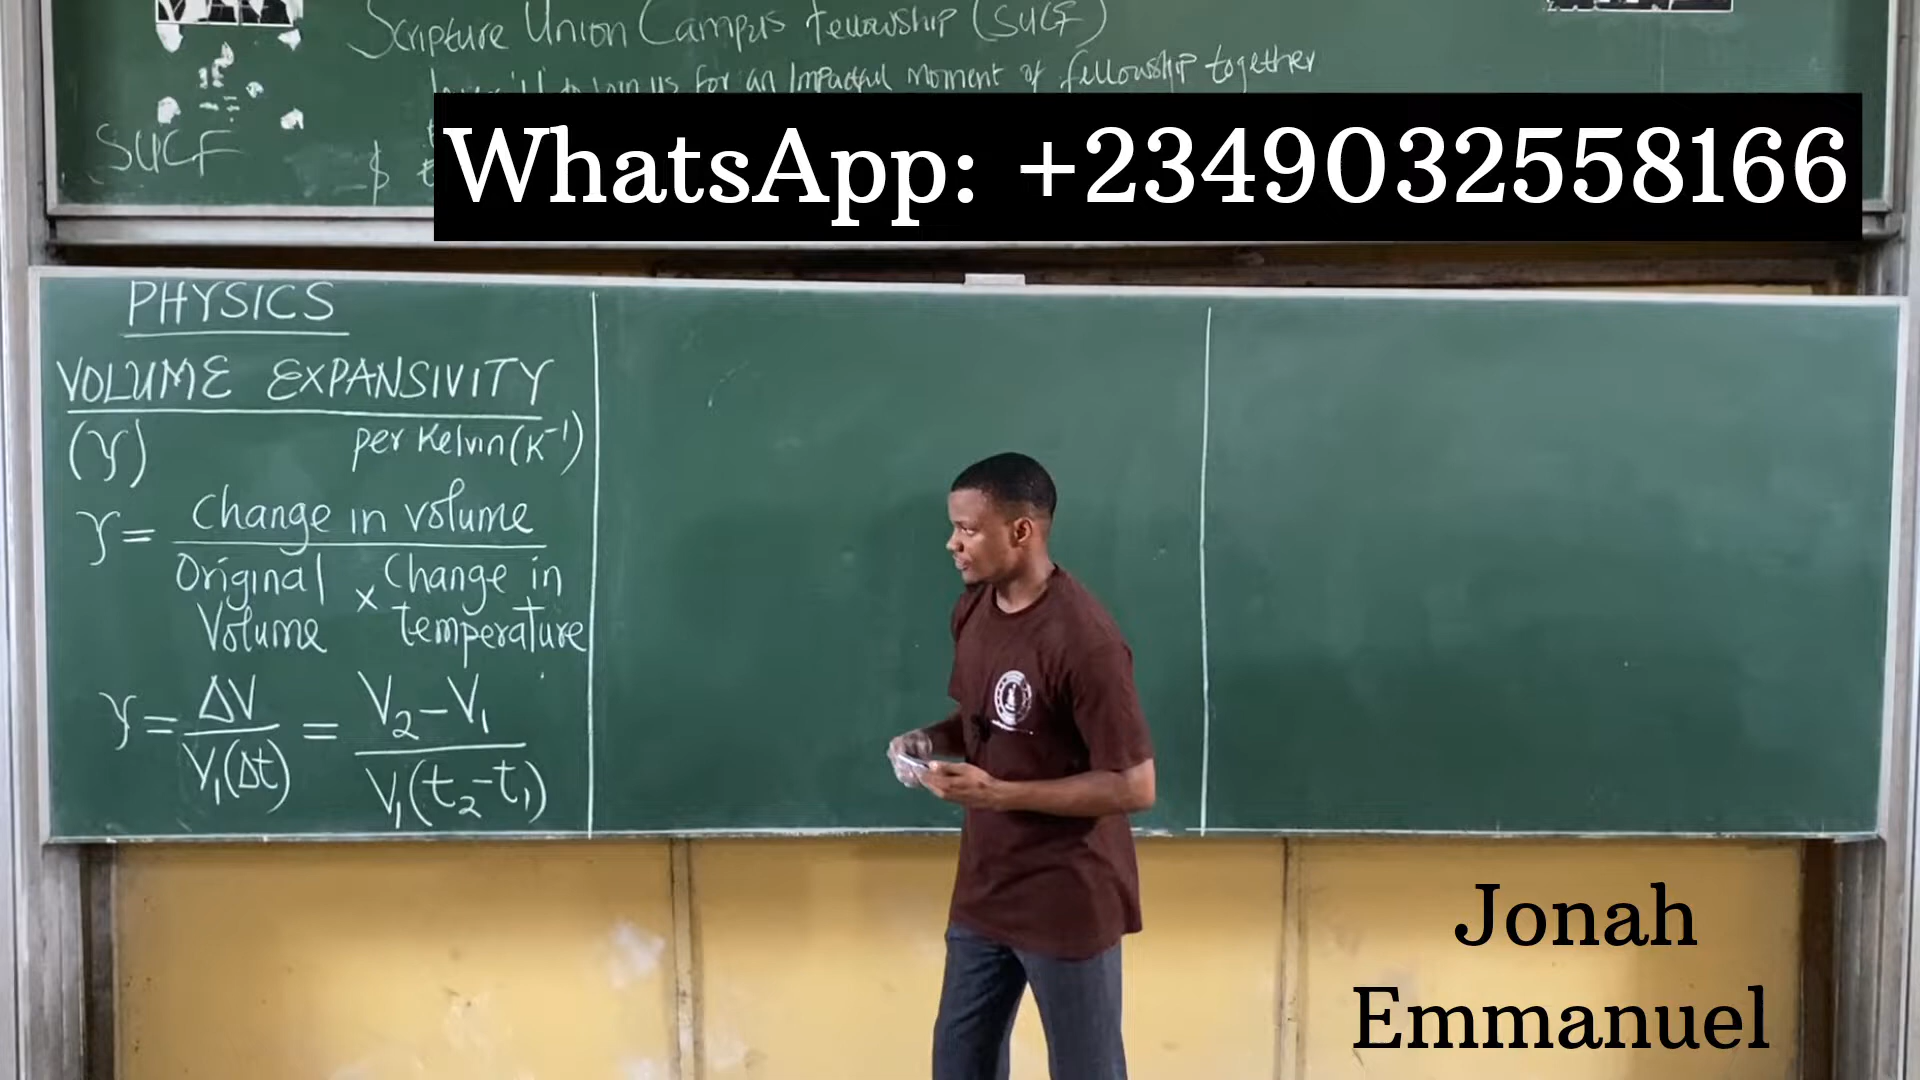 Scripture Union Campus Fellowship (SUCF)
us for an Impactful moment of fellowship together
SUCF
$
WhatsApp: +2349032558166
PHYSICS
VOLUME EXPANSIVITY
(γ) per Kelvin (K⁻¹)
γ = Change in volume / Original Volume × Change in temperature
γ = ΔV / V₁(Δt) = V₂ - V₁ / V₁(t₂ - t₁)
Jonah
Emmanuel